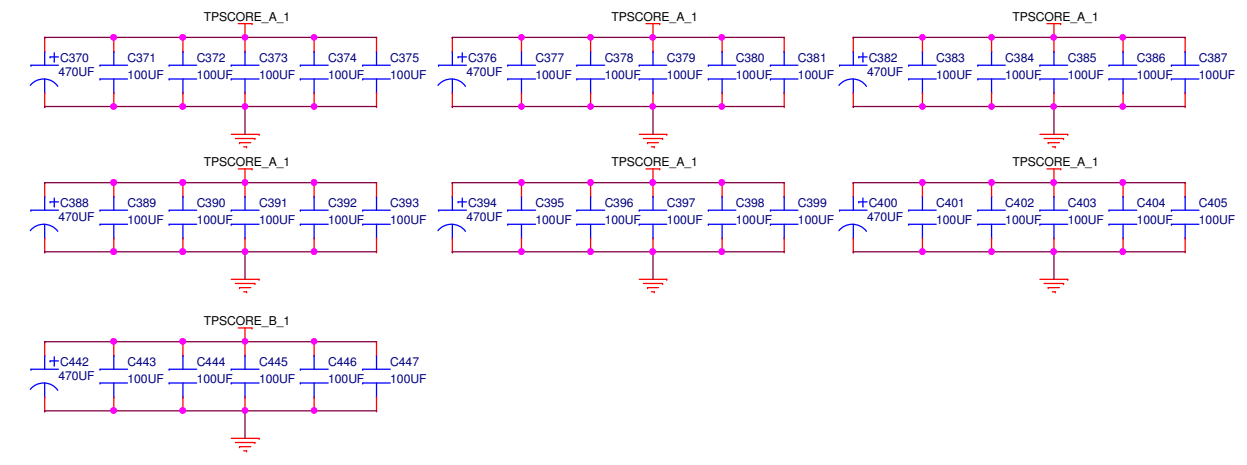 TPSCORE_A_1 TPSCORE_A_1 TPSCORE_A_1
+C370 C371 C372 C373 C374 C375 +C376 C377 C378 C379 C380 C381 +C382 C383 C384 C385 C386 C387
470UF 100UF 100UF 100UF 100UF 100UF 470UF 100UF 100UF 100UF 100UF 100UF 470UF 100UF 100UF 100UF 100UF 100UF
TPSCORE_A_1 TPSCORE_A_1 TPSCORE_A_1
+C388 C389 C390 C391 C392 C393 +C394 C395 C396 C397 C398 C399 +C400 C401 C402 C403 C404 C405
470UF 100UF 100UF 100UF 100UF 100UF 470UF 100UF 100UF 100UF 100UF 100UF 470UF 100UF 100UF 100UF 100UF 100UF
TPSCORE_B_1
+C442 C443 C444 C445 C446 C447
470UF 100UF 100UF 100UF 100UF 100UF